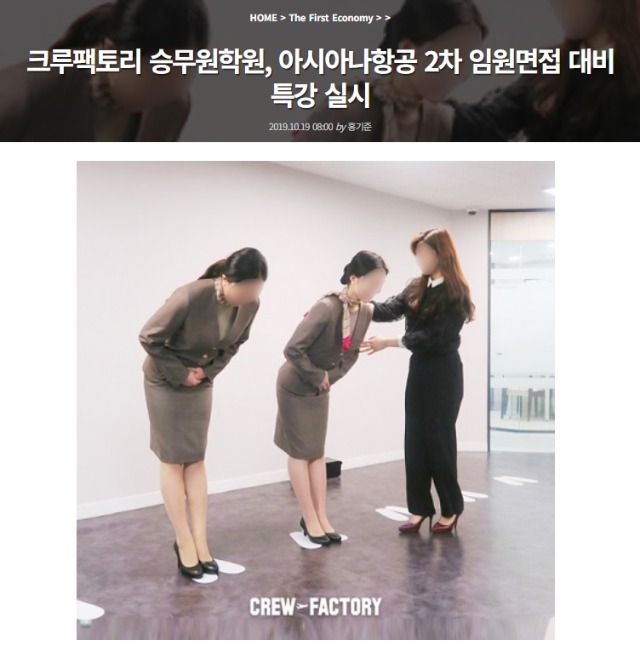 HOME > The First Economy > >
크루팩토리 승무원학원, 아시아나항공 2차 임원면접 대비
특강 실시
2019.10.19 08:00 by 홍기준
CREW FACTORY